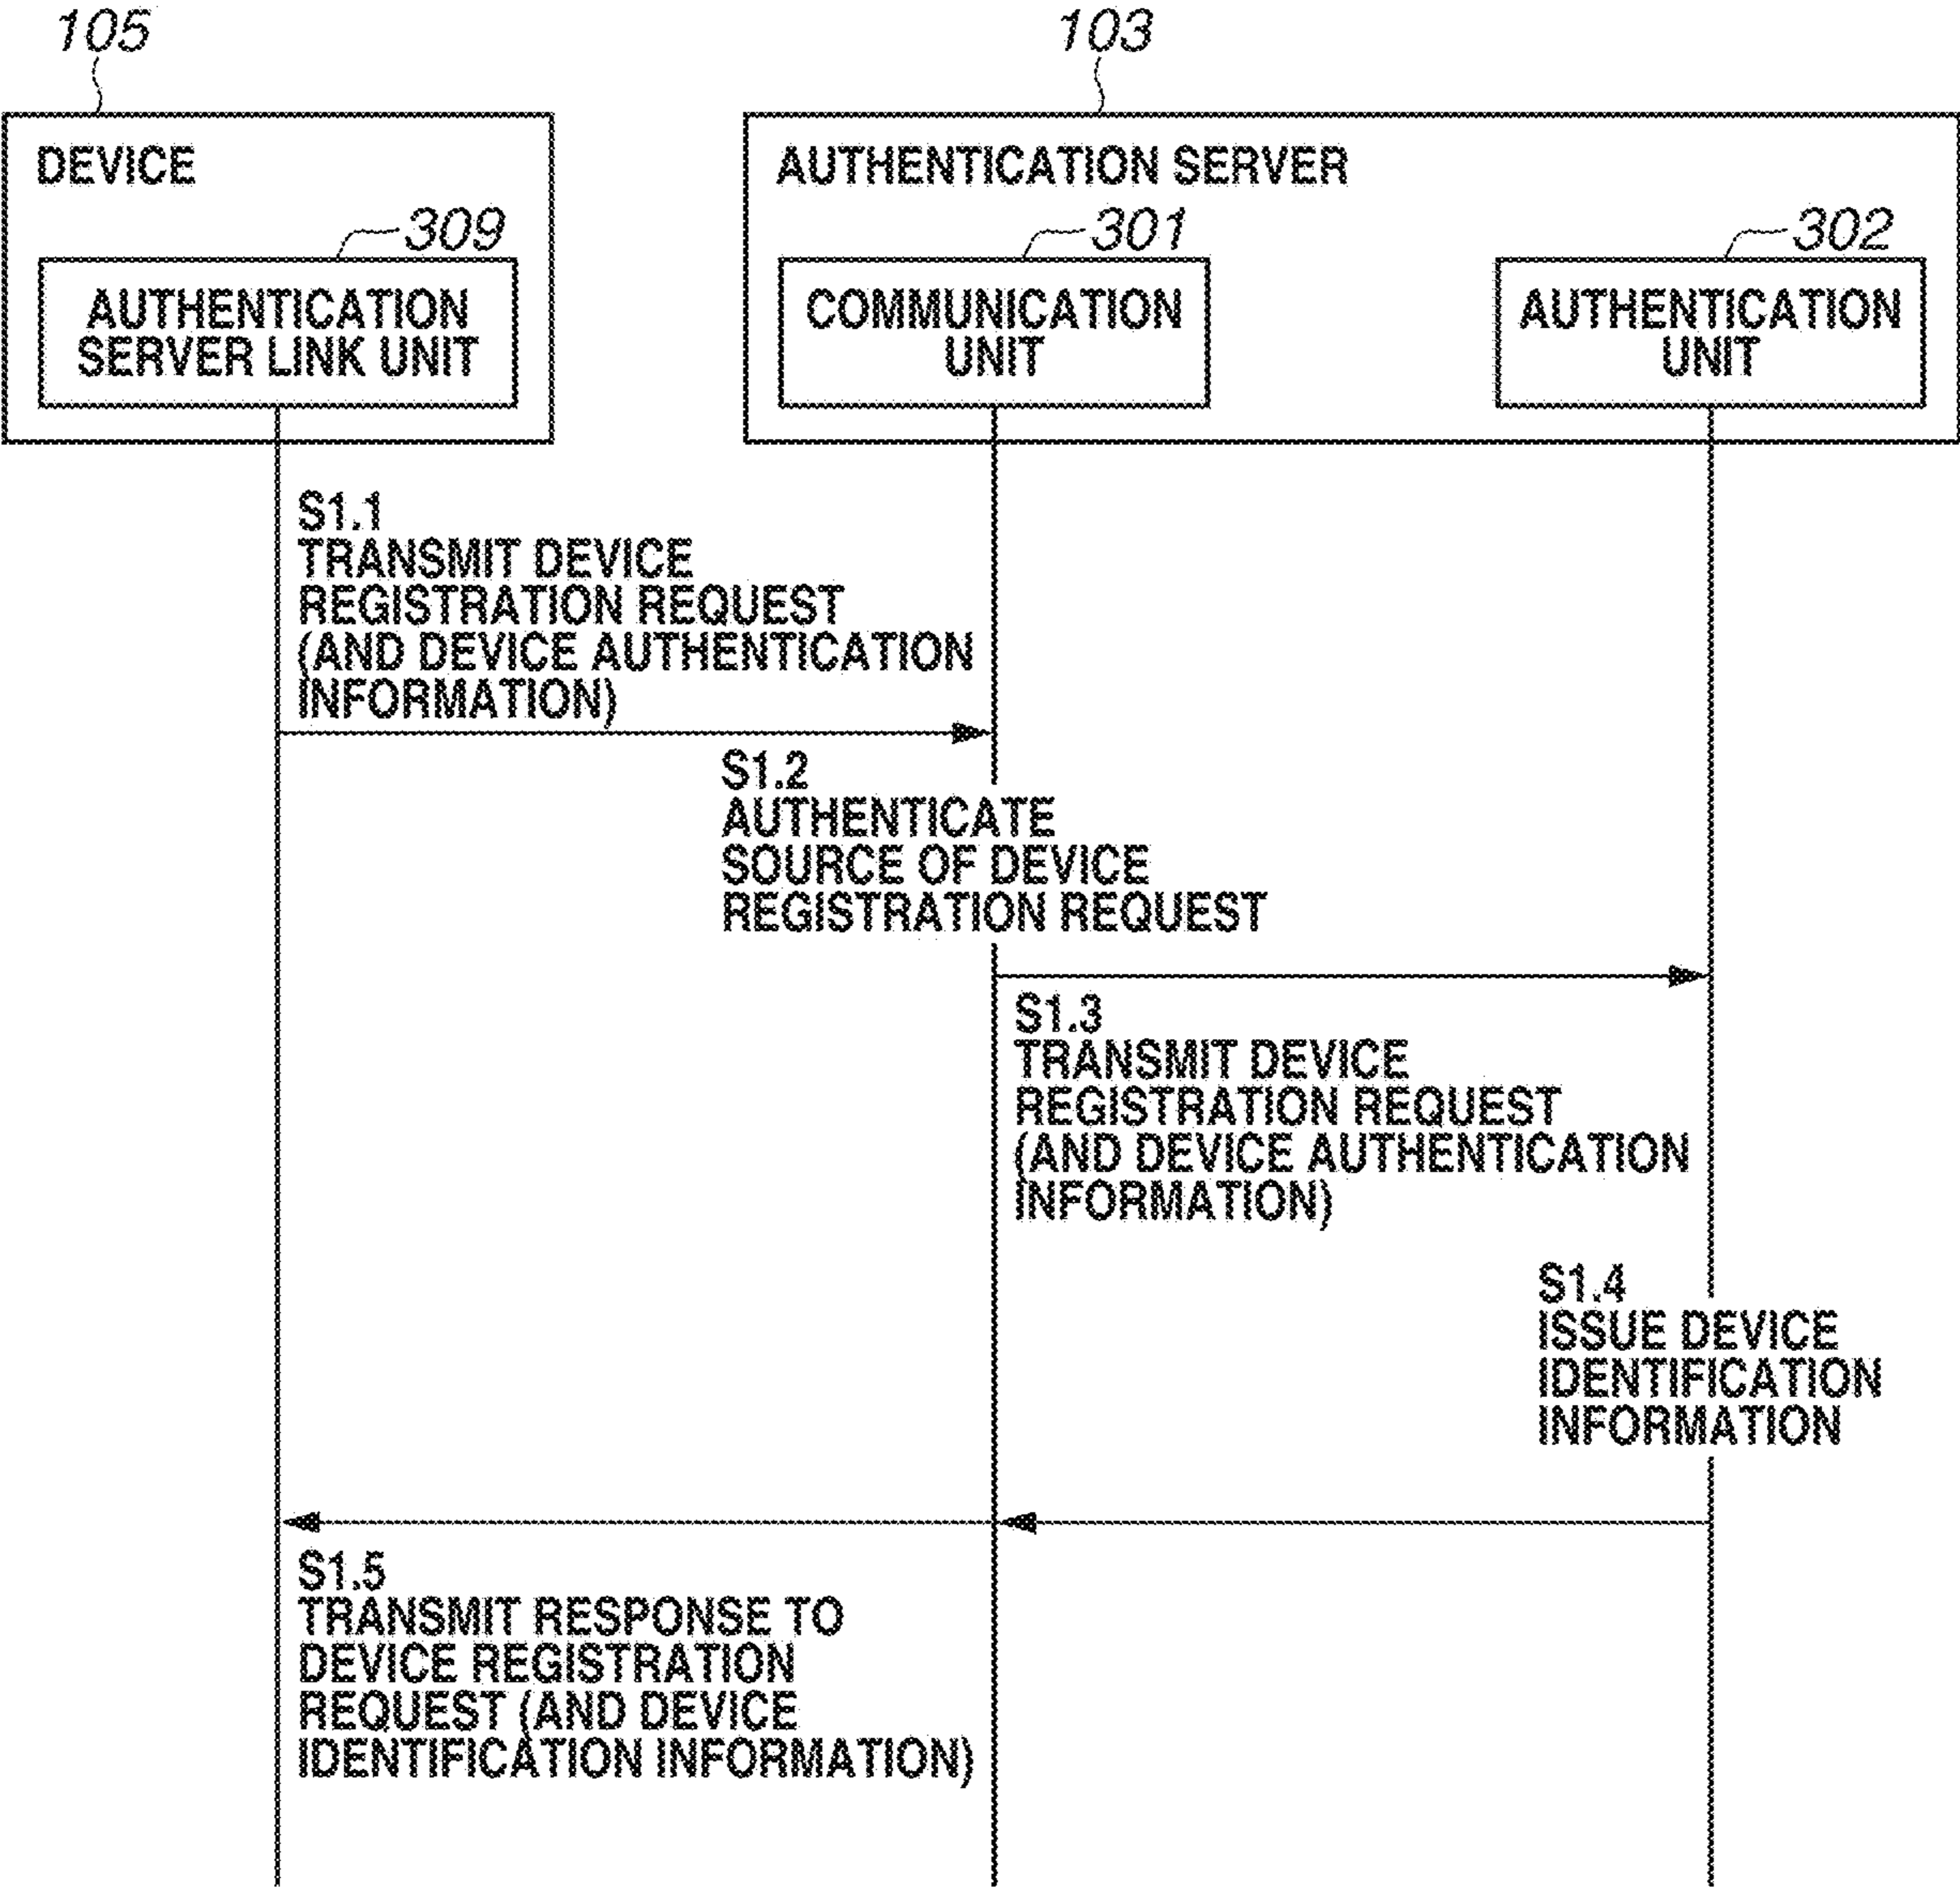 105
103
DEVICE
AUTHENTICATION SERVER
309
301
302
AUTHENTICATION
SERVER LINK UNIT
COMMUNICATION
UNIT
AUTHENTICATION
UNIT
S1.1
TRANSMIT DEVICE
REGISTRATION REQUEST
(AND DEVICE AUTHENTICATION
INFORMATION)
S1.2
AUTHENTICATE
SOURCE OF DEVICE
REGISTRATION REQUEST
S1.3
TRANSMIT DEVICE
REGISTRATION REQUEST
(AND DEVICE AUTHENTICATION
INFORMATION)
S1.4
ISSUE DEVICE
IDENTIFICATION
INFORMATION
S1.5
TRANSMIT RESPONSE TO
DEVICE REGISTRATION
REQUEST (AND DEVICE
IDENTIFICATION INFORMATION)